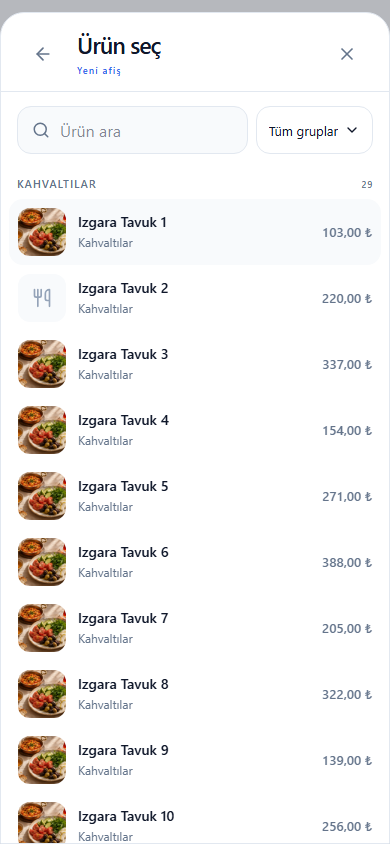 Ürün seç
Yeni afiş
Ürün ara
Tüm gruplar
KAHVALTILAR 29
Izgara Tavuk 1
Kahvaltılar
103,00 ₺
Izgara Tavuk 2
Kahvaltılar
220,00 ₺
Izgara Tavuk 3
Kahvaltılar
337,00 ₺
Izgara Tavuk 4
Kahvaltılar
154,00 ₺
Izgara Tavuk 5
Kahvaltılar
271,00 ₺
Izgara Tavuk 6
Kahvaltılar
388,00 ₺
Izgara Tavuk 7
Kahvaltılar
205,00 ₺
Izgara Tavuk 8
Kahvaltılar
322,00 ₺
Izgara Tavuk 9
Kahvaltılar
139,00 ₺
Izgara Tavuk 10
Kahvaltılar
256,00 ₺